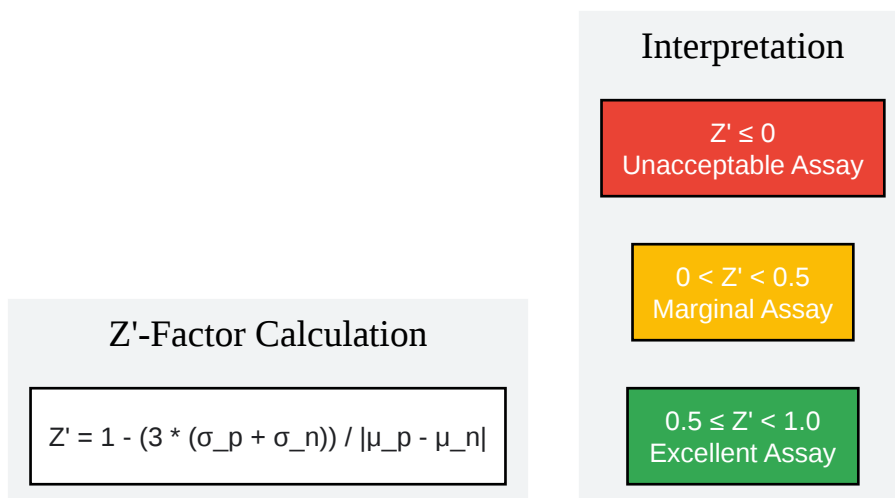 Interpretation
Z' ≤ 0
Unacceptable Assay
0 < Z' < 0.5
Marginal Assay
Z'-Factor Calculation
Z' = 1 - (3 * (σ_p + σ_n)) / |μ_p - μ_n|
0.5 ≤ Z' < 1.0
Excellent Assay